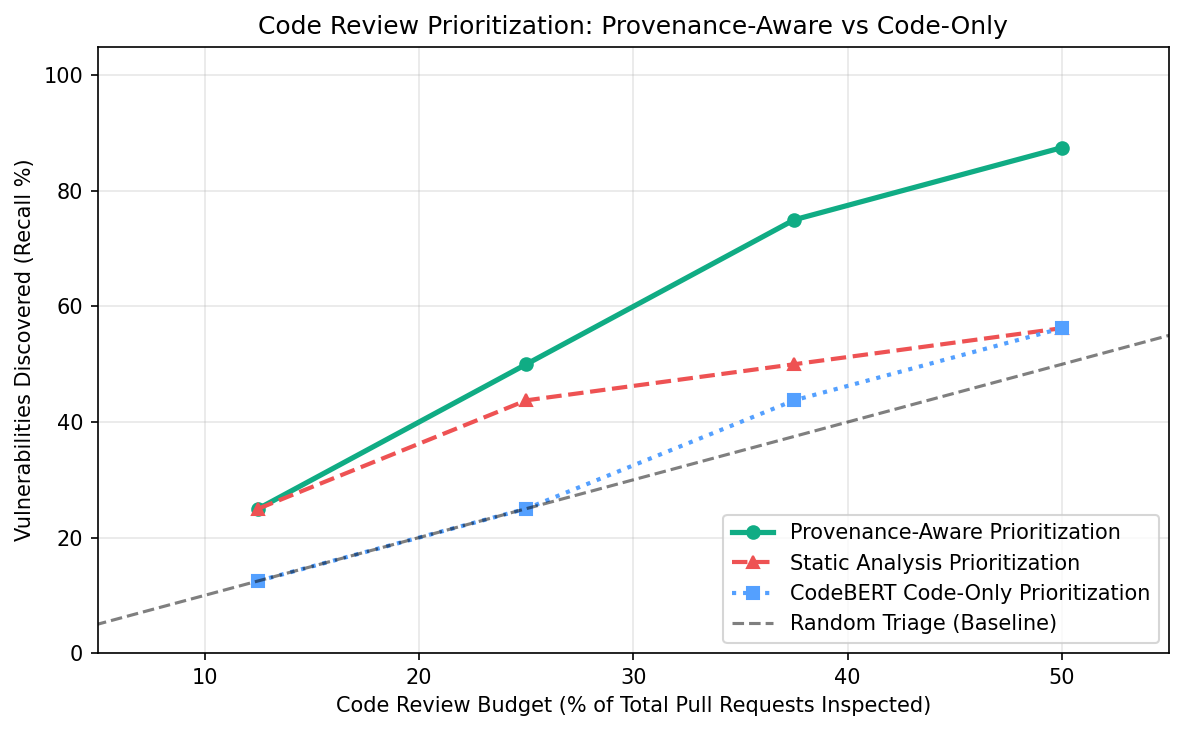 Code Review Prioritization: Provenance-Aware vs Code-Only
Vulnerabilities Discovered (Recall %)
100
80
60
40
20
0
10 20 30 40 50
Code Review Budget (% of Total Pull Requests Inspected)
Provenance-Aware Prioritization
Static Analysis Prioritization
CodeBERT Code-Only Prioritization
Random Triage (Baseline)